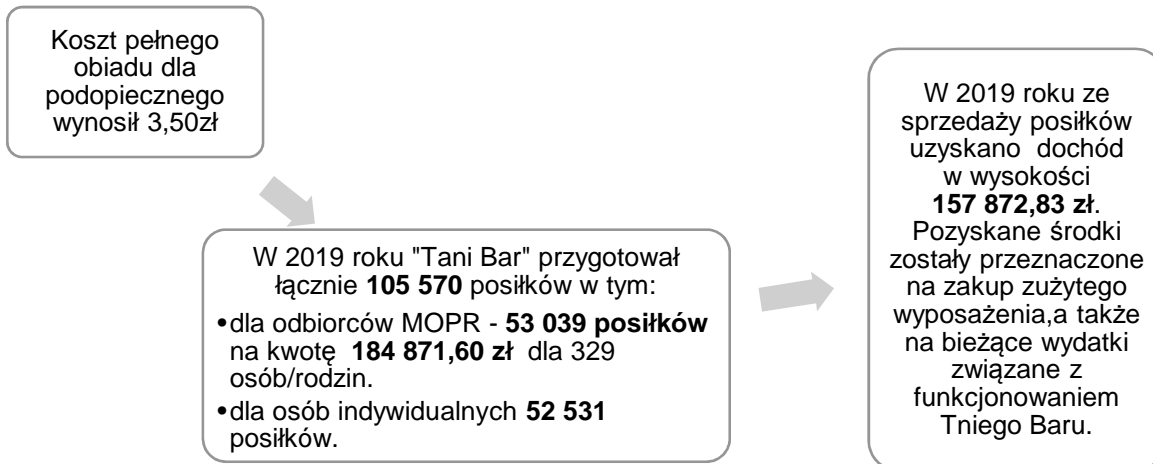 Koszt pełnego
obiadu dla
podopiecznego
wynosił 3,50zł
W 2019 roku "Tani Bar" przygotował
łącznie 105 570 posiłków w tym:
•dla odbiorców MOPR - 53 039 posiłków
na kwotę 184 871,60 zł dla 329
osób/rodzin.
•dla osób indywidualnych 52 531
posiłków.
W 2019 roku ze
sprzedaży posiłków
uzyskano dochód
w wysokości
157 872,83 zł.
Pozyskane środki
zostały przeznaczone
na zakup zużytego
wyposażenia,a także
na bieżące wydatki
związane z
funkcjonowaniem
Tniego Baru.